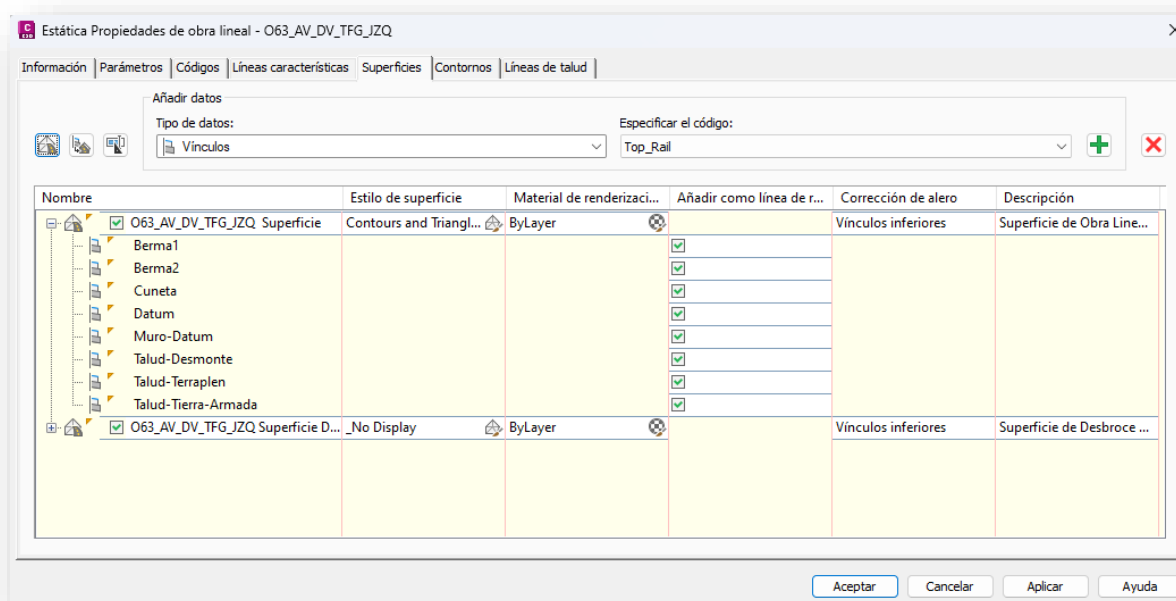 Estática Propiedades de obra lineal - O63_AV_DV_TFG_JZQ
Información Parámetros Códigos Líneas características Superficies Contornos Líneas de talud
Añadir datos
Tipo de datos: Especificar el código:
Vínculos Top_Rail
Nombre Estilo de superficie Material de renderizaci... Añadir como línea de r... Corrección de alero Descripción
O63_AV_DV_TFG_JZQ Superficie Contours and Triangl... ByLayer Vínculos inferiores Superficie de Obra Line...
Berma1
Berma2
Cuneta
Datum
Muro-Datum
Talud-Desmonte
Talud-Terraplen
Talud-Tierra-Armada
O63_AV_DV_TFG_JZQ Superficie D... _No Display ByLayer Vínculos inferiores Superficie de Desbroce ...
Aceptar Cancelar Aplicar Ayuda